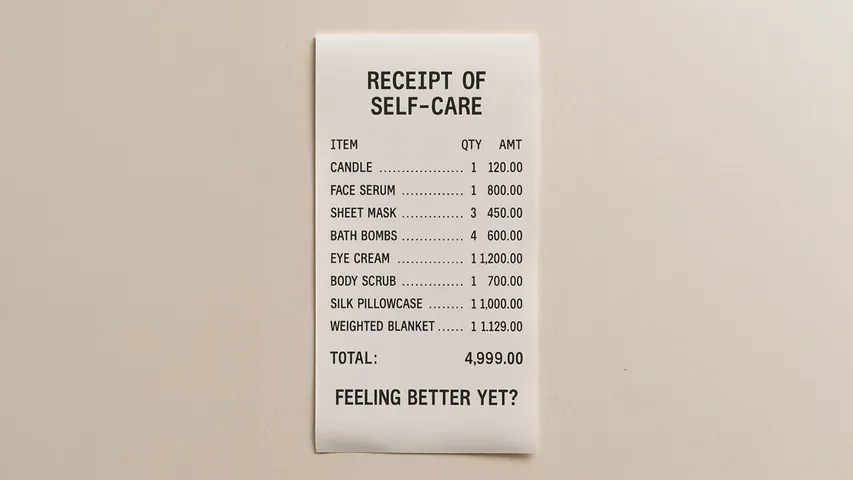 RECEIPT OF
SELF-CARE
ITEM QTY AMT
CANDLE ................... 1 120.00
FACE SERUM .............. 1 800.00
SHEET MASK .............. 3 450.00
BATH BOMBS .............. 4 600.00
EYE CREAM ............... 1 1,200.00
BODY SCRUB .............. 1 700.00
SILK PILLOWCASE ........ 1 1,000.00
WEIGHTED BLANKET ...... 1 1.129.00
TOTAL: 4,999.00
FEELING BETTER YET?